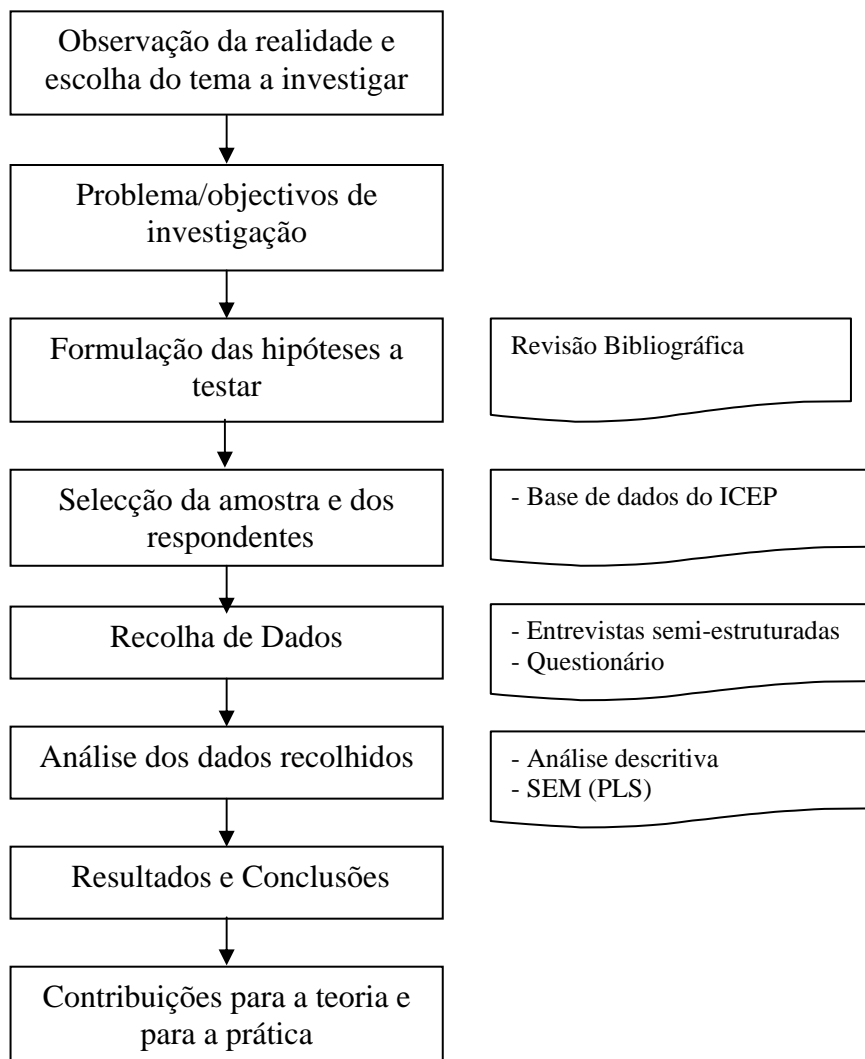 Observação da realidade e
escolha do tema a investigar
Problema/objectivos de
investigação
Formulação das hipóteses a
testar
Revisão Bibliográfica
Selecção da amostra e dos
respondentes
- Base de dados do ICEP
Recolha de Dados
- Entrevistas semi-estruturadas
- Questionário
Análise dos dados recolhidos
- Análise descritiva
- SEM (PLS)
Resultados e Conclusões
Contribuições para a teoria e
para a prática